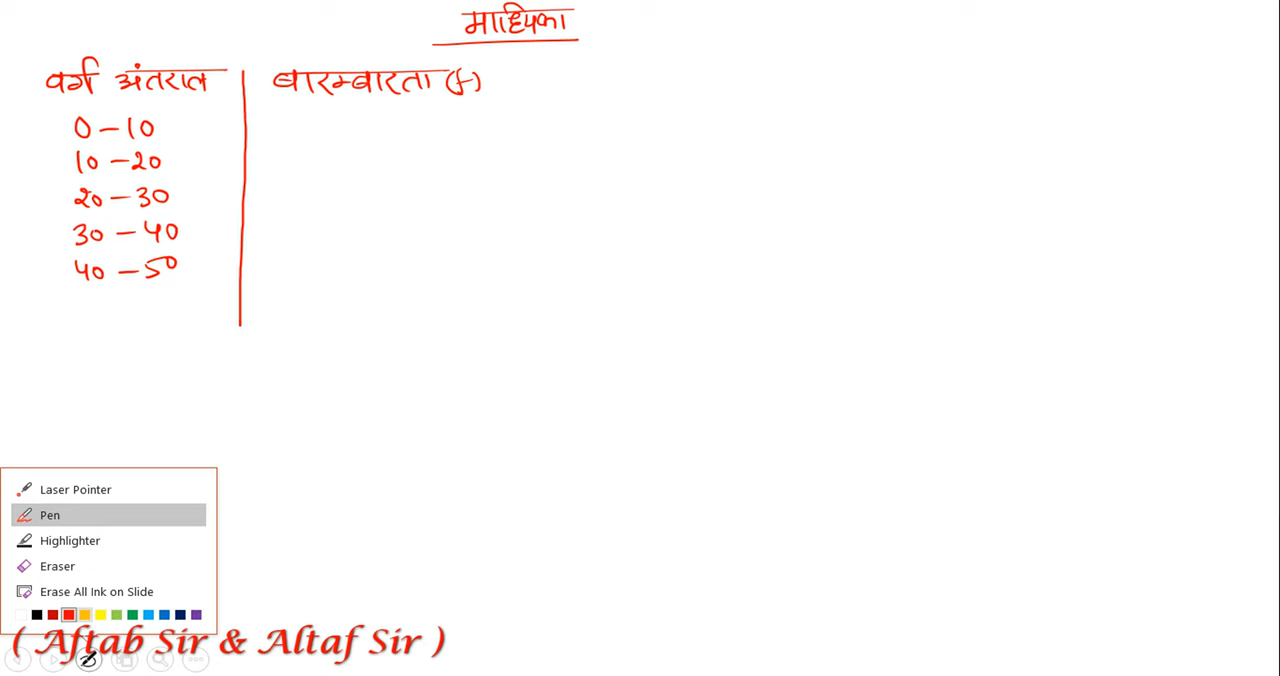 माध्यिका
वर्ग अंतराल बारम्बारता (f)
0 - 10
10 - 20
20 - 30
30 - 40
40 - 50
Laser Pointer
Pen
Highlighter
Eraser
Erase All Ink on Slide
( Aftab Sir & Altaf Sir )